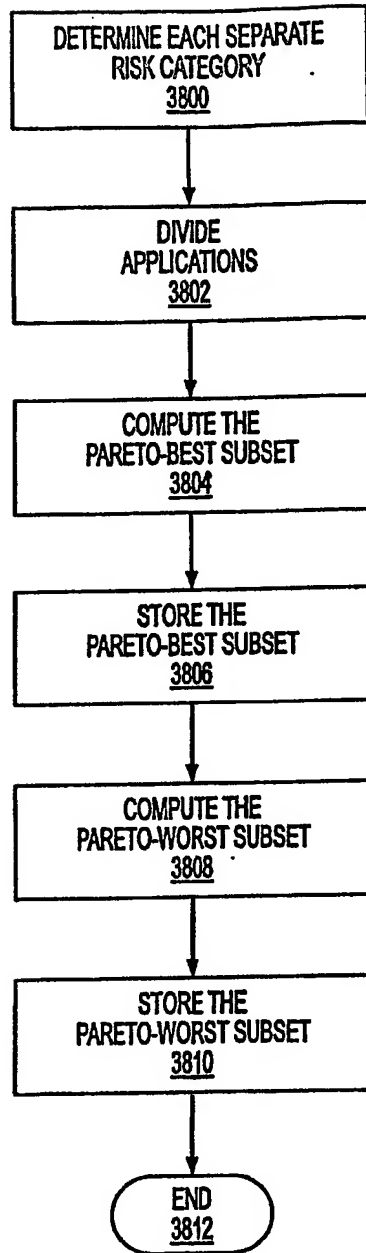 DETERMINE EACH SEPARATE
RISK CATEGORY
3800
DIVIDE
APPLICATIONS
3802
COMPUTE THE
PARETO-BEST SUBSET
3804
STORE THE
PARETO-BEST SUBSET
3806
COMPUTE THE
PARETO-WORST SUBSET
3808
STORE THE
PARETO-WORST SUBSET
3810
END
3812